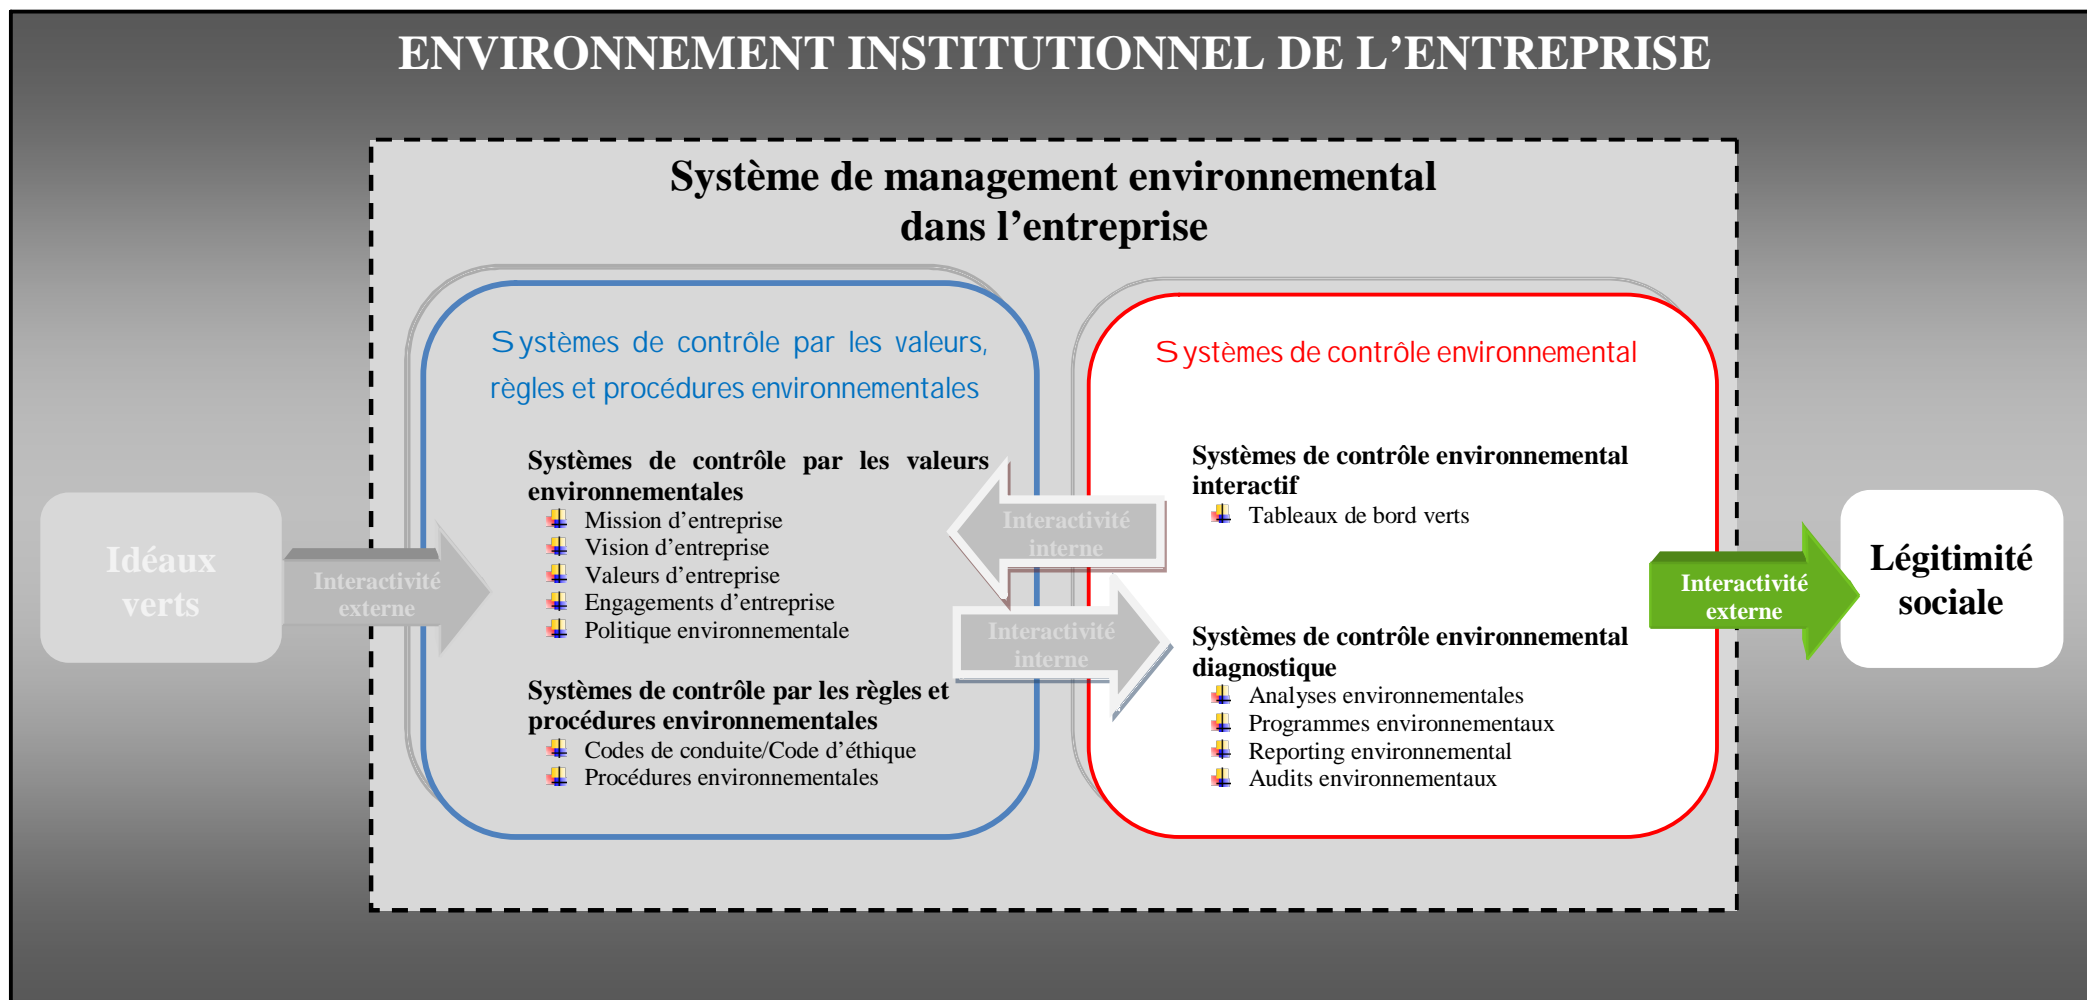 ENVIRONNEMENT INSTITUTIONNEL DE L’ENTREPRISE
Système de management environnemental
dans l’entreprise
Idéaux
verts
Interactivité
externe
Systèmes de contrôle par les valeurs,
règles et procédures environnementales
Systèmes de contrôle par les valeurs
environnementales
Mission d’entreprise
Vision d’entreprise
Valeurs d’entreprise
Engagements d’entreprise
Politique environnementale
Systèmes de contrôle par les règles et
procédures environnementales
Codes de conduite/Code d’éthique
Procédures environnementales
Interactivité
interne
Interactivité
interne
Systèmes de contrôle environnemental
Systèmes de contrôle environnemental
interactif
Tableaux de bord verts
Systèmes de contrôle environnemental
diagnostique
Analyses environnementales
Programmes environnementaux
Reporting environnemental
Audits environnementaux
Interactivité
externe
Légitimité
sociale